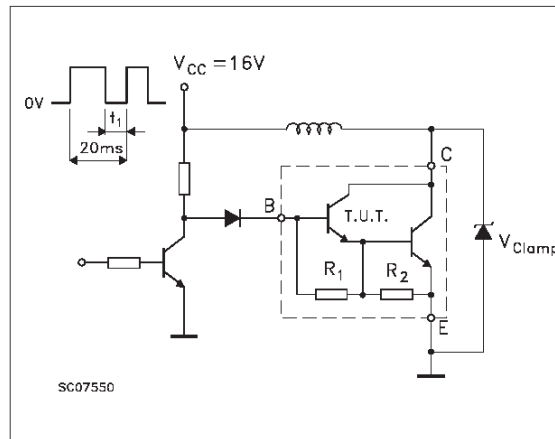 V_CC = 16V
0V
t_1
20ms
C
B
T.U.T.
V_Clamp
R_1
R_2
E
SC07550